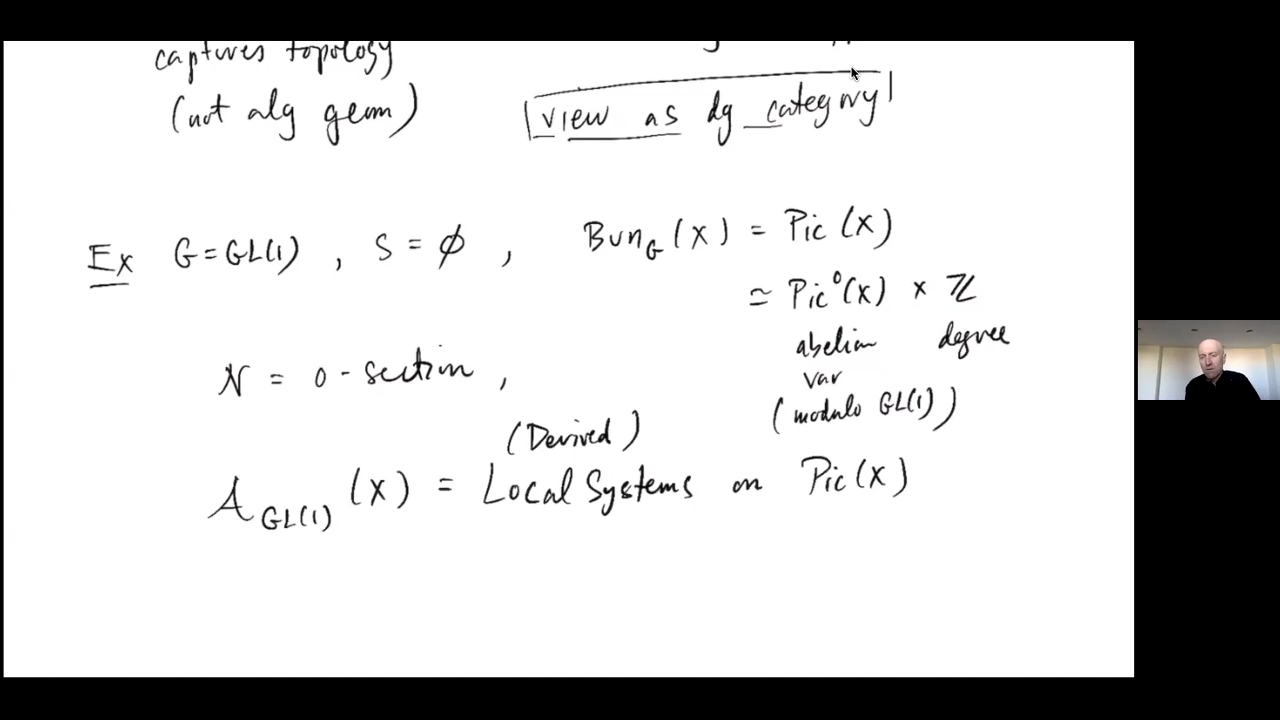 captures topology
(not alg geom)
view as dg category
Ex G = GL(1), S = ∅, Bun_G(X) = Pic(X)
≃ Pic⁰(X) × ℤ
abelian degree
var
(modulo GL(1))
𝒩 = 0-section,
(Derived)
A_GL(1)(X) = Local Systems on Pic(X)